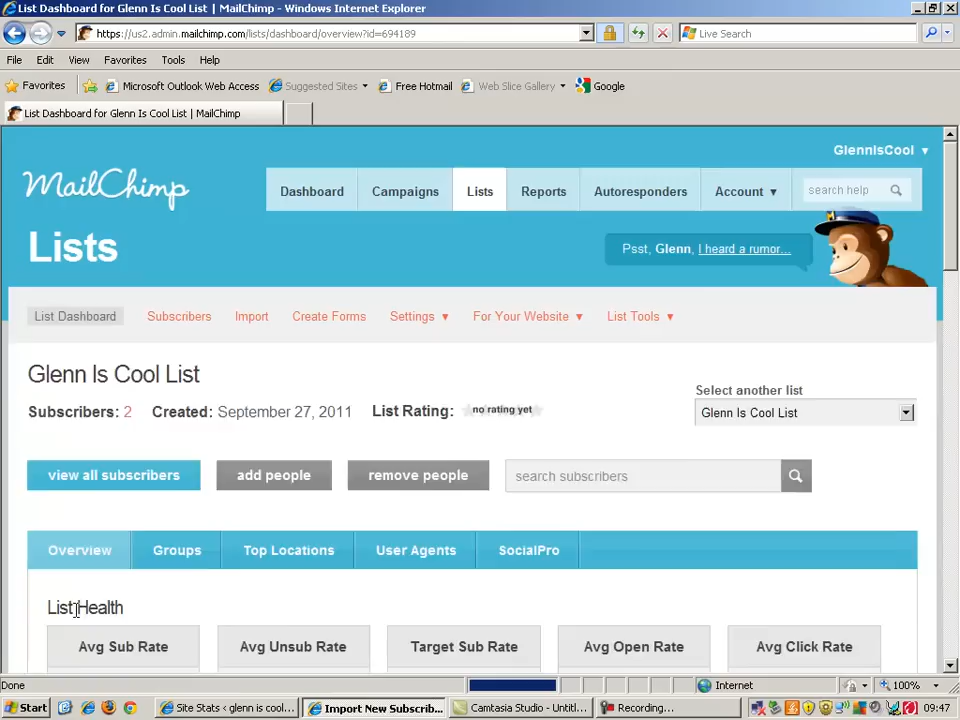 List Dashboard for Glenn Is Cool List | MailChimp - Windows Internet Explorer
https://us2.admin.mailchimp.com/lists/dashboard/overview?id=694189
Live Search
File Edit View Favorites Tools Help
Favorites Microsoft Outlook Web Access Suggested Sites Free Hotmail Web Slice Gallery Google
List Dashboard for Glenn Is Cool List | MailChimp
GlennIsCool
MailChimp
Dashboard Campaigns Lists Reports Autoresponders Account search help
Lists
Psst, Glenn, I heard a rumor...
List Dashboard Subscribers Import Create Forms Settings For Your Website List Tools
Glenn Is Cool List
Select another list
Subscribers: 2 Created: September 27, 2011 List Rating: no rating yet
Glenn Is Cool List
view all subscribers add people remove people search subscribers
Overview Groups Top Locations User Agents SocialPro
List Health
Avg Sub Rate Avg Unsub Rate Target Sub Rate Avg Open Rate Avg Click Rate
Done Internet 100%
Start Site Stats ‹ glenn is cool... Import New Subscrib... Camtasia Studio - Untitl... Recording... 09:47